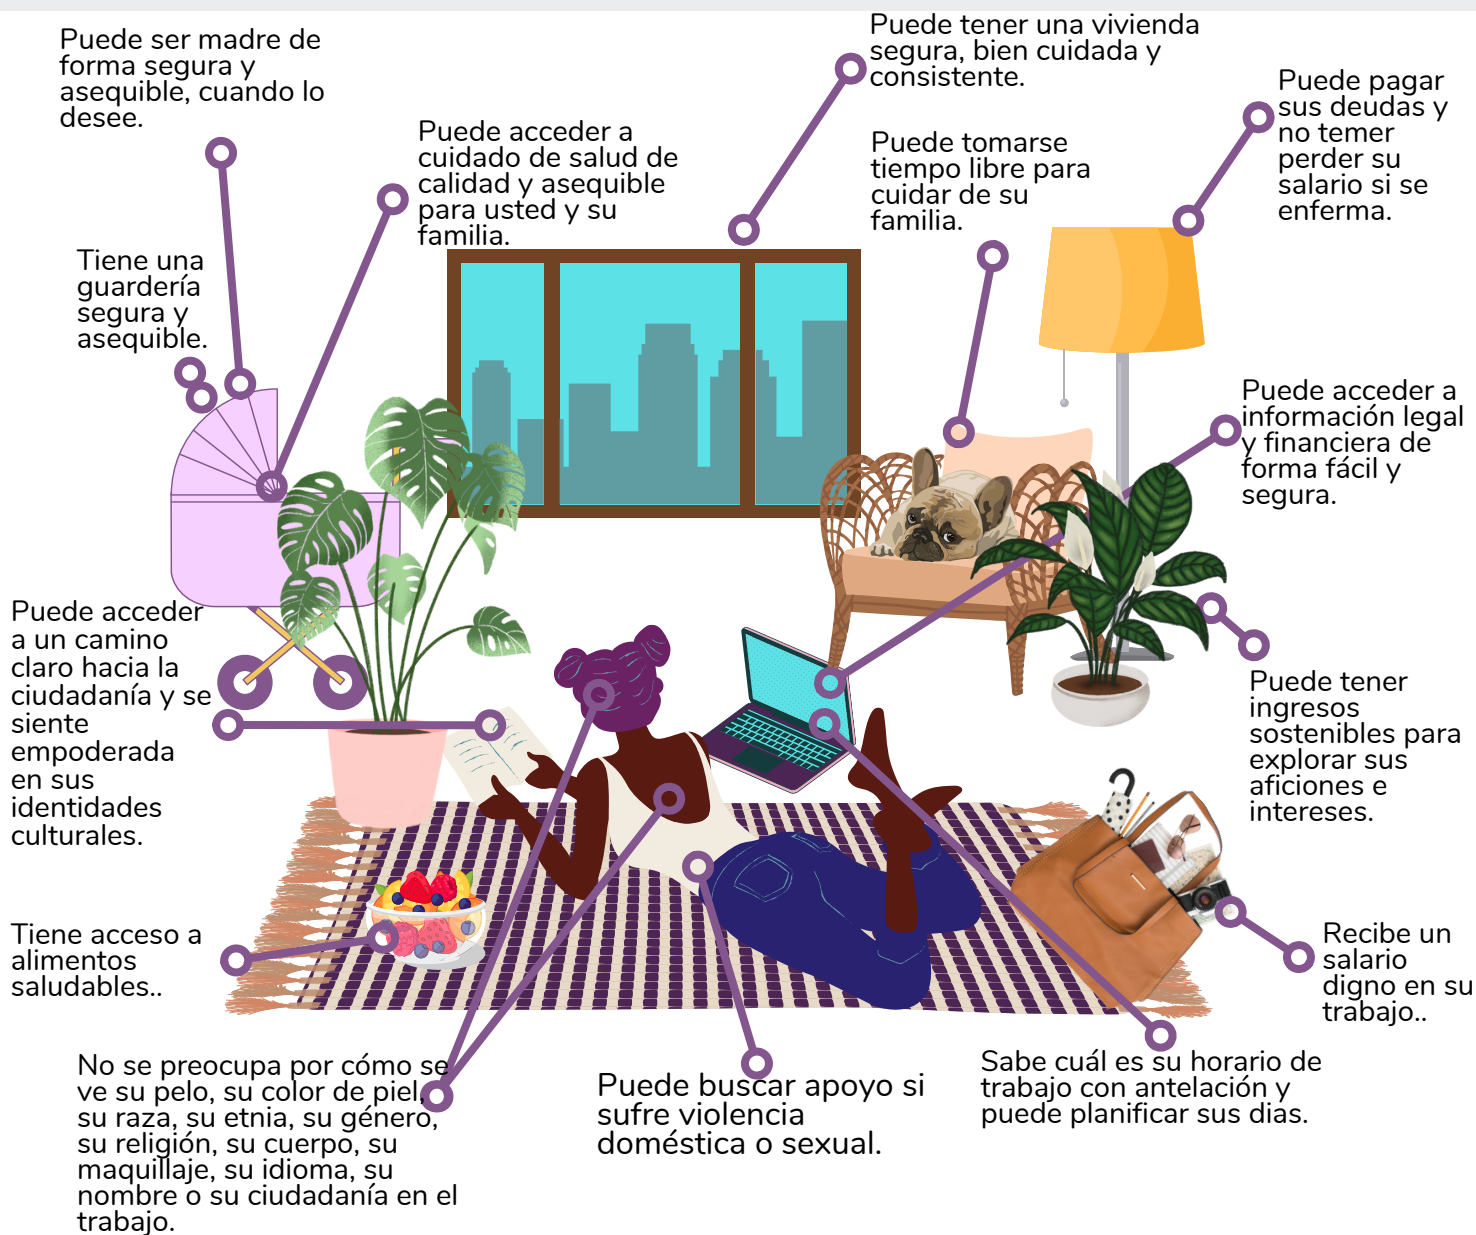 Puede ser madre de
forma segura y
asequible, cuando lo
desee.
Puede acceder a
cuidado de salud de
calidad y asequible
para usted y su
familia.
Puede tener una vivienda
segura, bien cuidada y
consistente.
Puede tomarse
tiempo libre para
cuidar de su
familia.
Puede pagar
sus deudas y
no temer
perder su
salario si se
enferma.
Tiene una
guardería
segura y
asequible.
Puede acceder a
información legal
y financiera de
forma fácil y
segura.
Puede acceder
a un camino
claro hacia la
ciudadanía y se
siente
empoderada
en sus
identidades
culturales.
Puede tener
ingresos
sostenibles para
explorar sus
aficiones e
intereses.
Tiene acceso a
alimentos
saludables..
Recibe un
salario
digno en su
trabajo..
No se preocupa por cómo se
ve su pelo, su color de piel,
su raza, su etnia, su género,
su religión, su cuerpo, su
maquillaje, su idioma, su
nombre o su ciudadanía en el
trabajo.
Puede buscar apoyo si
sufre violencia
doméstica o sexual.
Sabe cuál es su horario de
trabajo con antelación y
puede planificar sus dias.